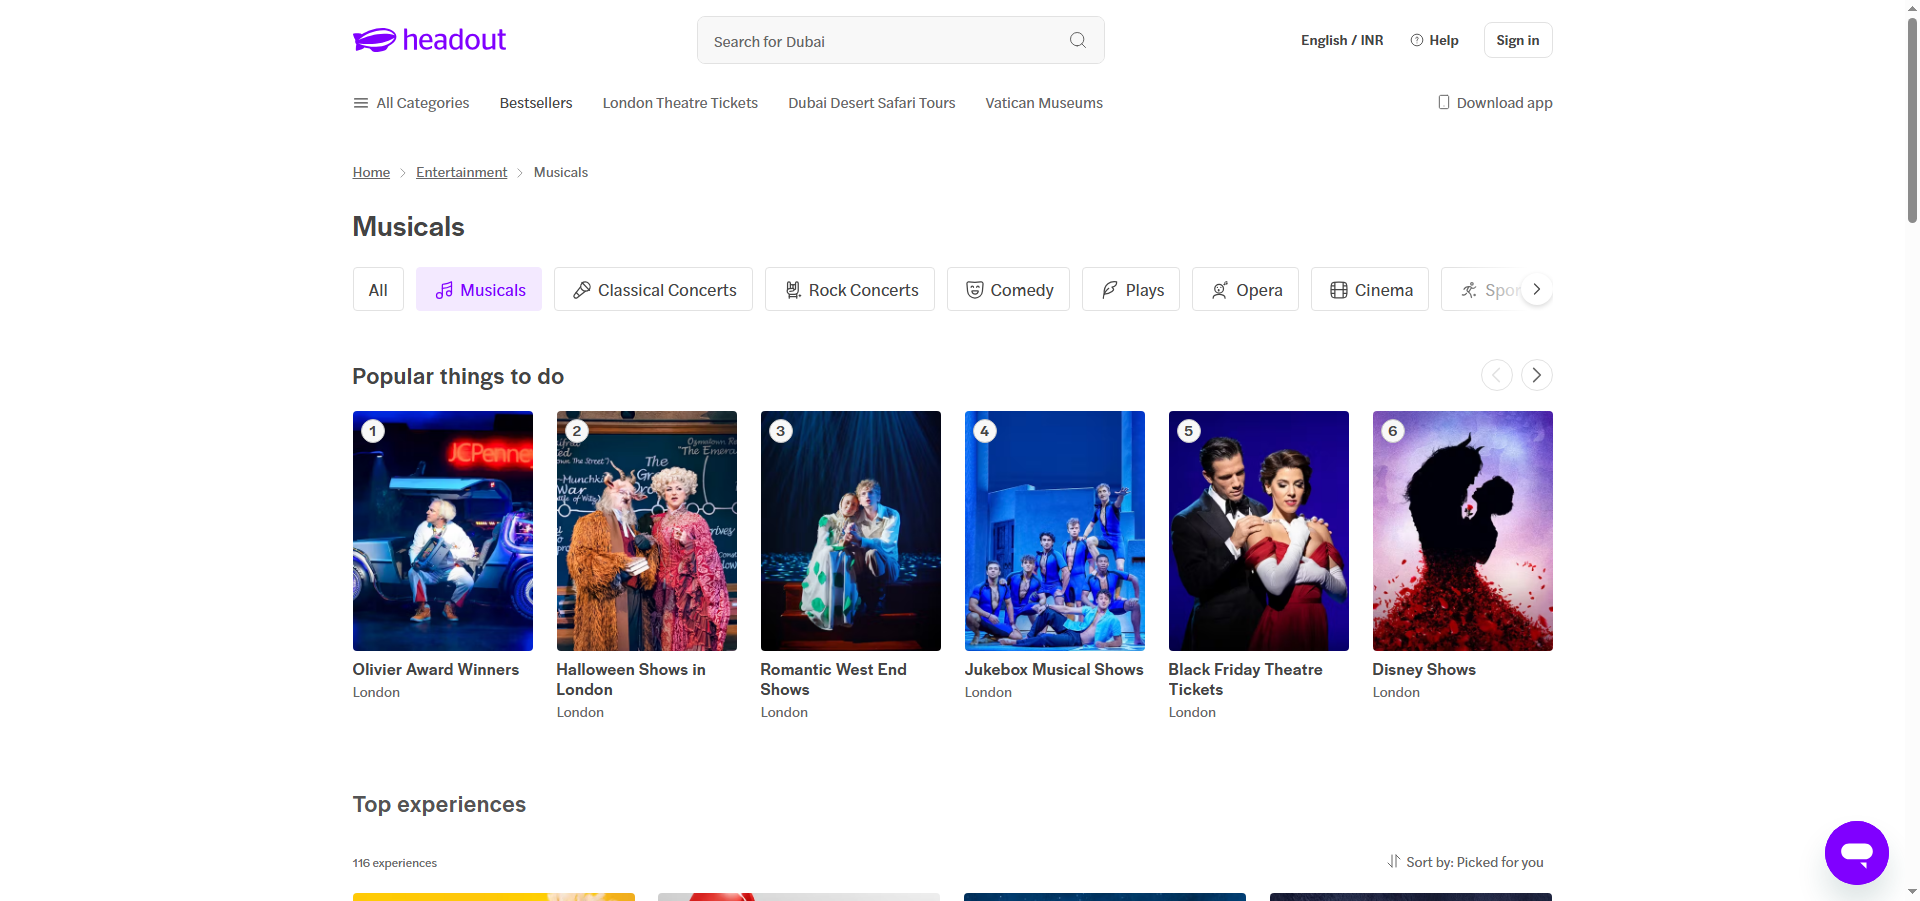 headout
Search for Dubai
English / INR
Help
Sign in
All Categories
Bestsellers
London Theatre Tickets
Dubai Desert Safari Tours
Vatican Museums
Download app
Home
Entertainment
Musicals
Musicals
All
Musicals
Classical Concerts
Rock Concerts
Comedy
Plays
Opera
Cinema
Popular things to do
1
JCPenney
2
The
3
4
5
6
Olivier Award Winners
London
Halloween Shows in
London
London
Romantic West End
Shows
London
Jukebox Musical Shows
London
Black Friday Theatre
Tickets
London
Disney Shows
London
Top experiences
116 experiences
Sort by: Picked for you